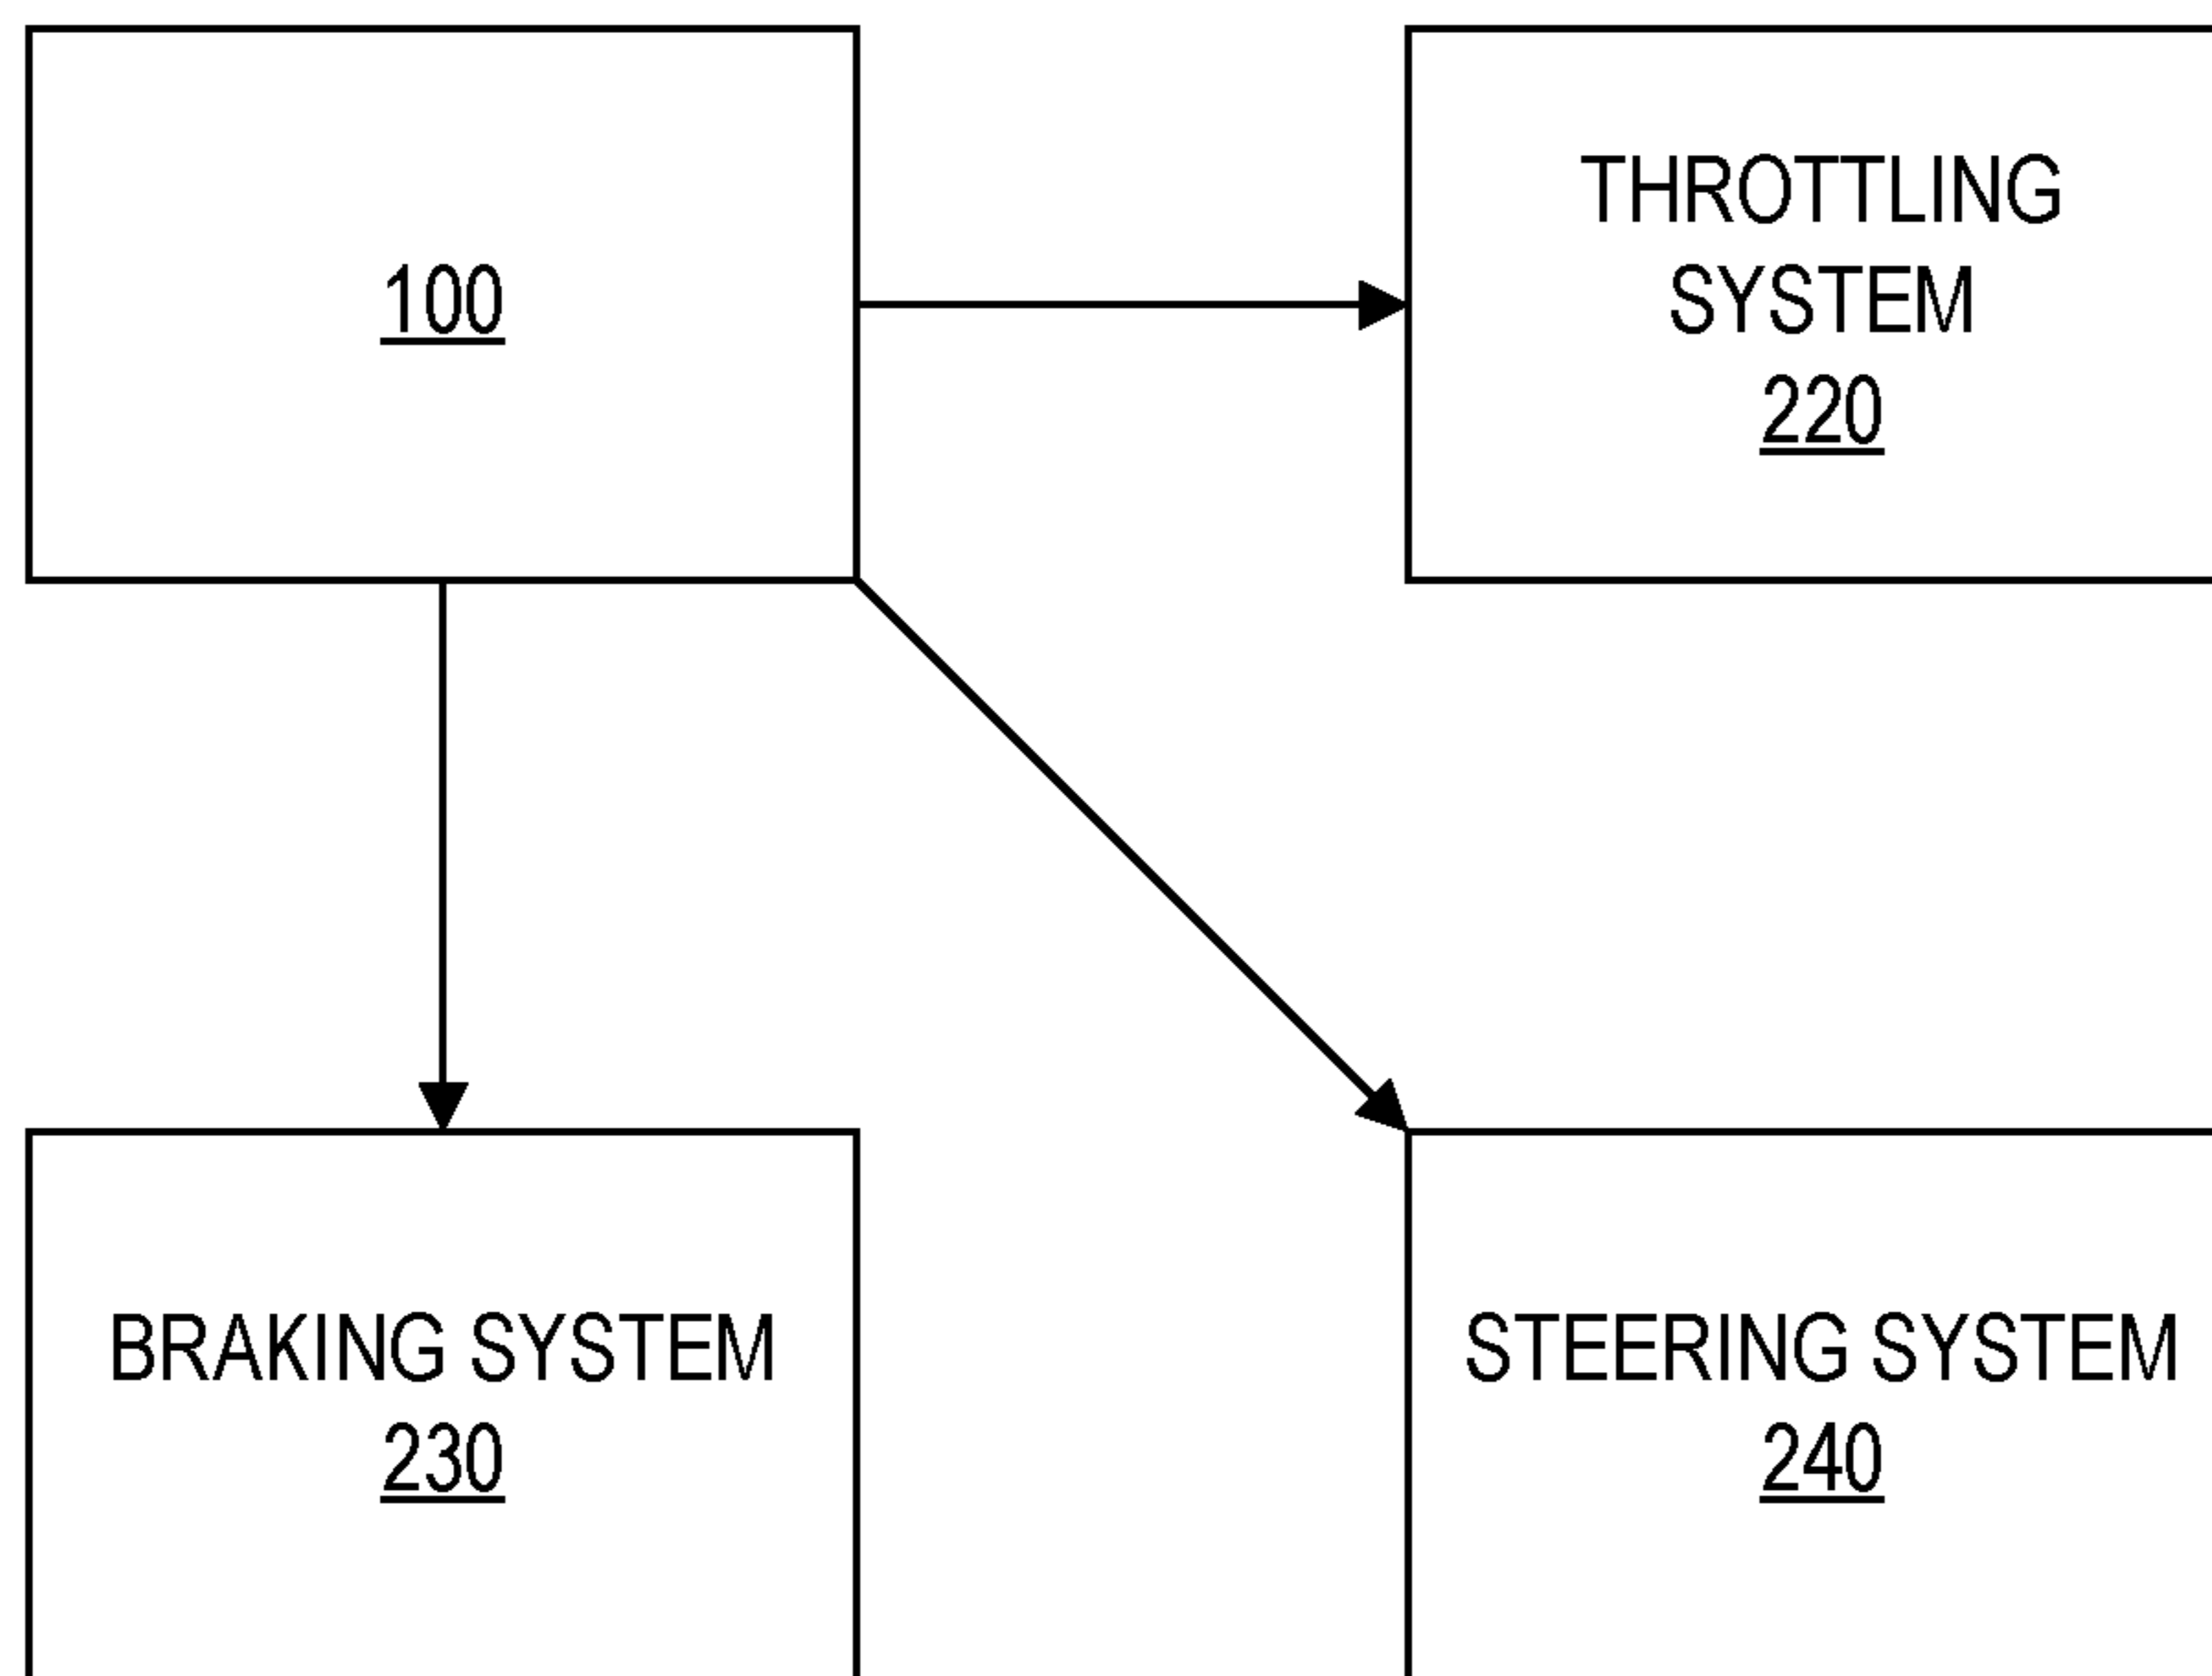 100
THROTTLING
SYSTEM
220
BRAKING SYSTEM
230
STEERING SYSTEM
240